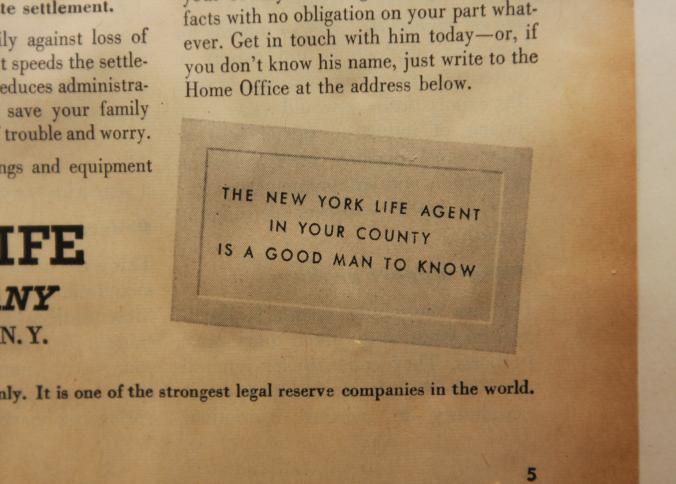 te settlement.
ily against loss of
t speeds the settle-
educes administra-
save your family
trouble and worry.
ngs and equipment
facts with no obligation on your part what-
ever. Get in touch with him today—or, if
you don't know his name, just write to the
Home Office at the address below.
THE NEW YORK LIFE AGENT
IN YOUR COUNTY
IS A GOOD MAN TO KNOW
IFE
ANY
N. Y.
nly. It is one of the strongest legal reserve companies in the world.
5